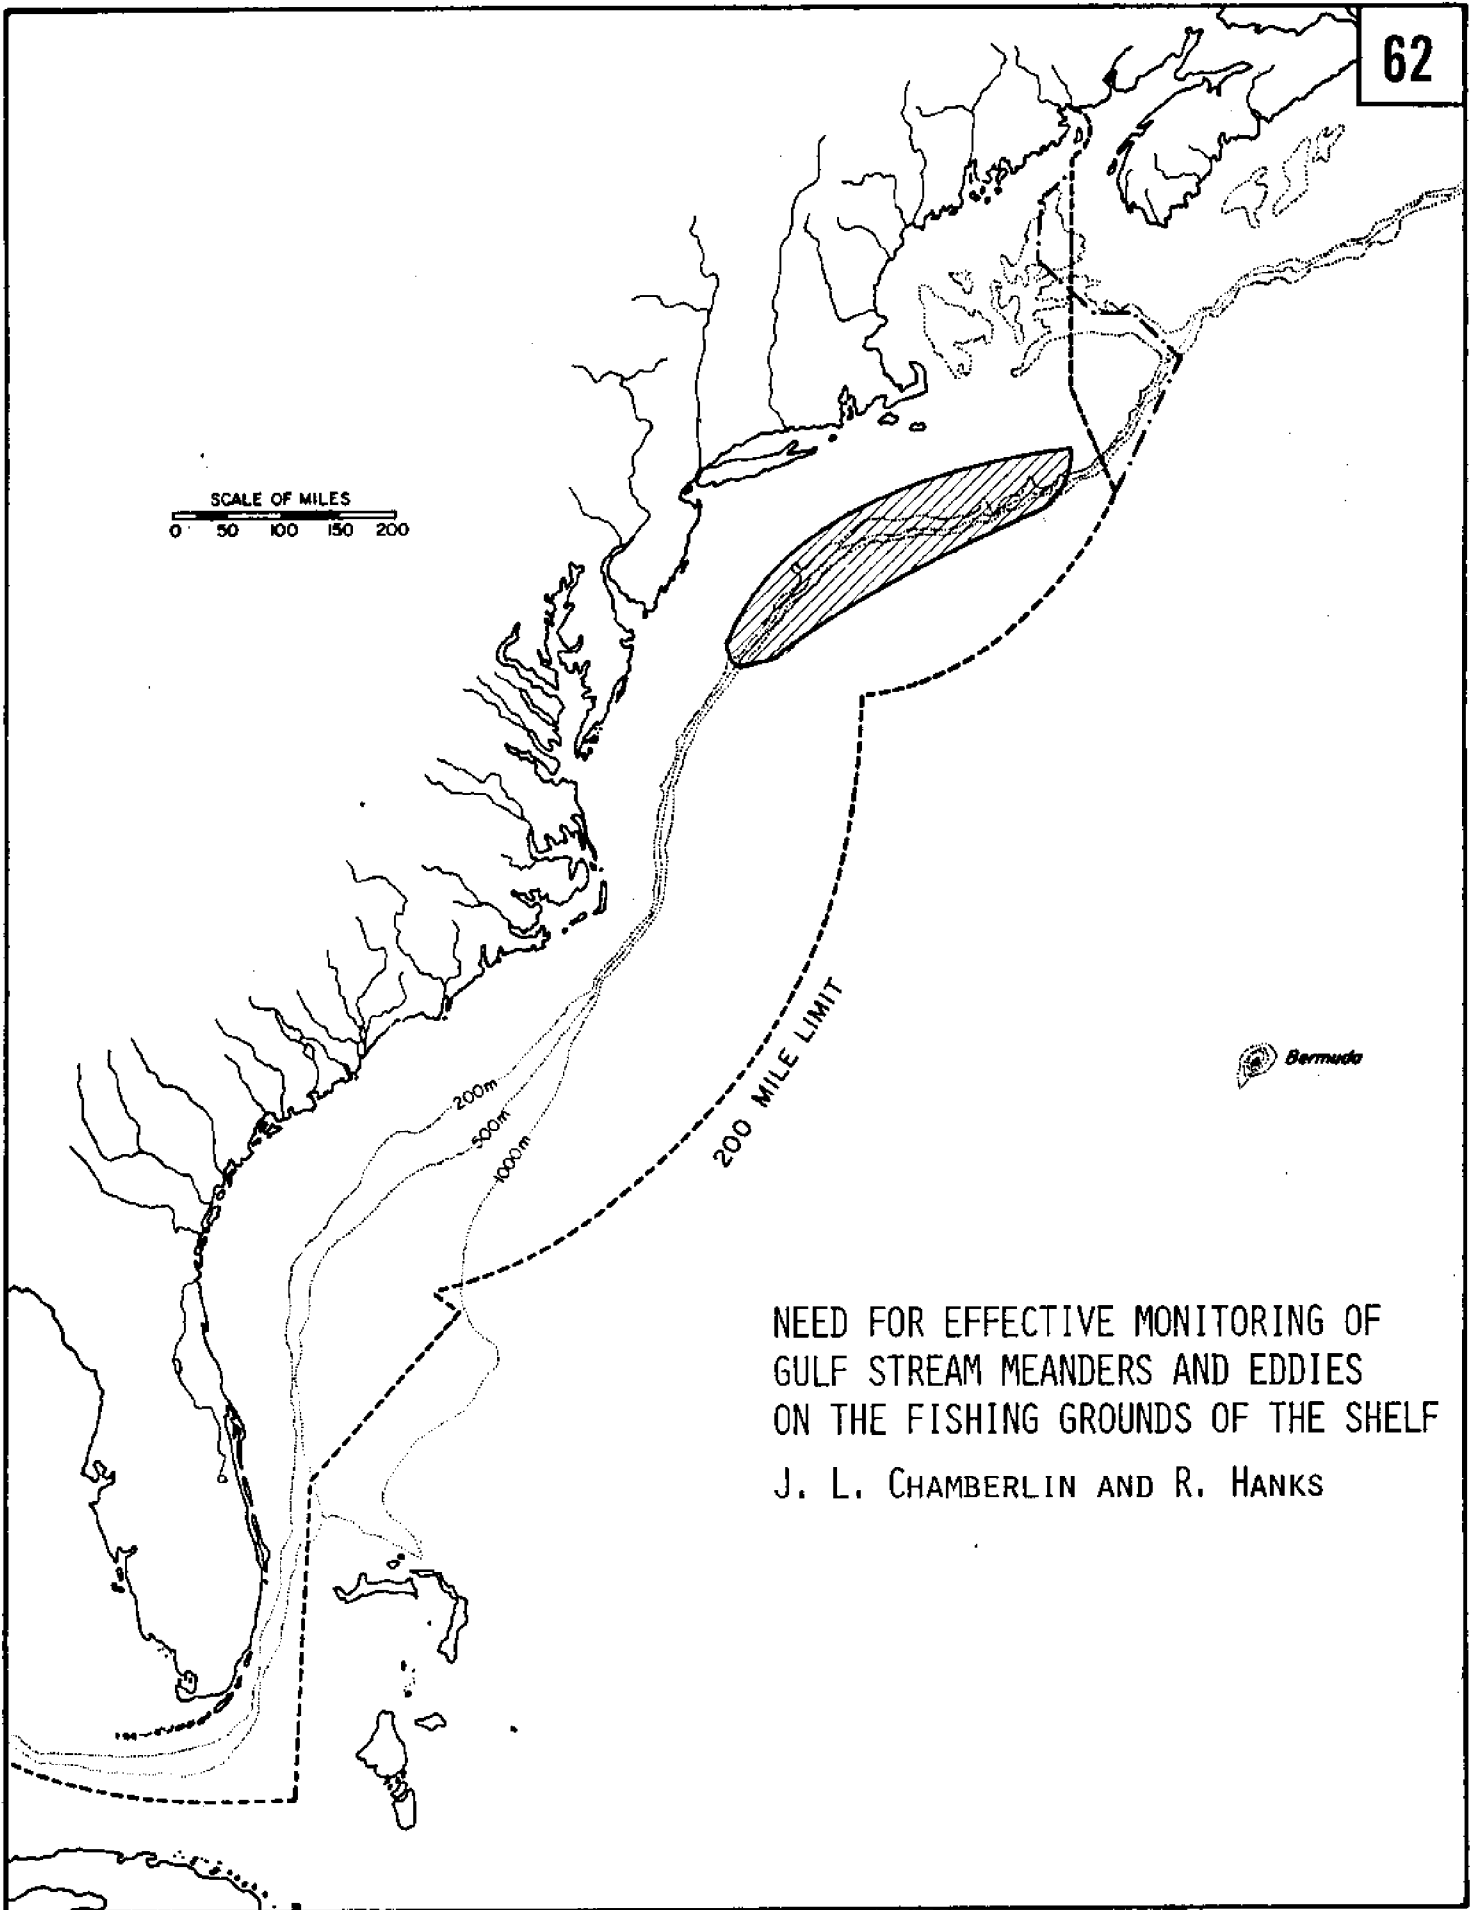 62
SCALE OF MILES
0 50 100 150 200
200 MILE LIMIT
Bermuda
200m
500m
1000m
NEED FOR EFFECTIVE MONITORING OF
GULF STREAM MEANDERS AND EDDIES
ON THE FISHING GROUNDS OF THE SHELF
J. L. CHAMBERLIN AND R. HANKS